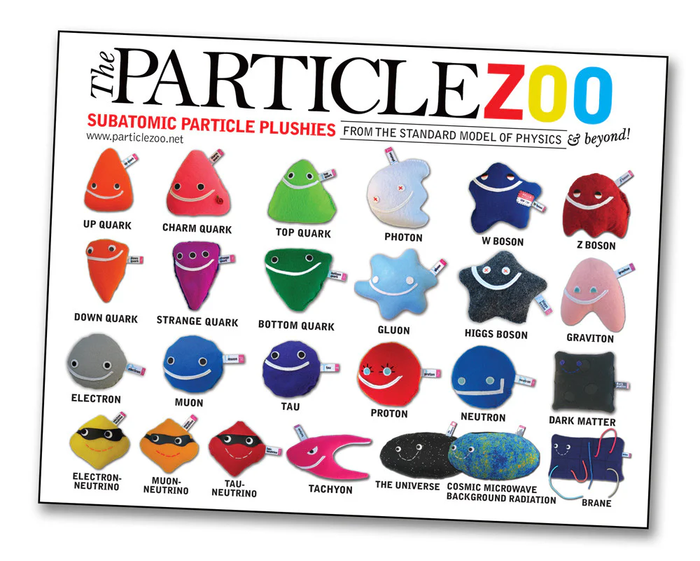 The PARTICLE ZOO
SUBATOMIC PARTICLE PLUSHIES FROM THE STANDARD MODEL OF PHYSICS & beyond!
www.particlezoo.net
UP QUARK CHARM QUARK TOP QUARK PHOTON W BOSON Z BOSON
DOWN QUARK STRANGE QUARK BOTTOM QUARK GLUON HIGGS BOSON GRAVITON
ELECTRON MUON TAU PROTON NEUTRON DARK MATTER
ELECTRON-
NEUTRINO
MUON-
NEUTRINO
TAU-
NEUTRINO
TACHYON
THE UNIVERSE
COSMIC MICROWAVE
BACKGROUND RADIATION
BRANE